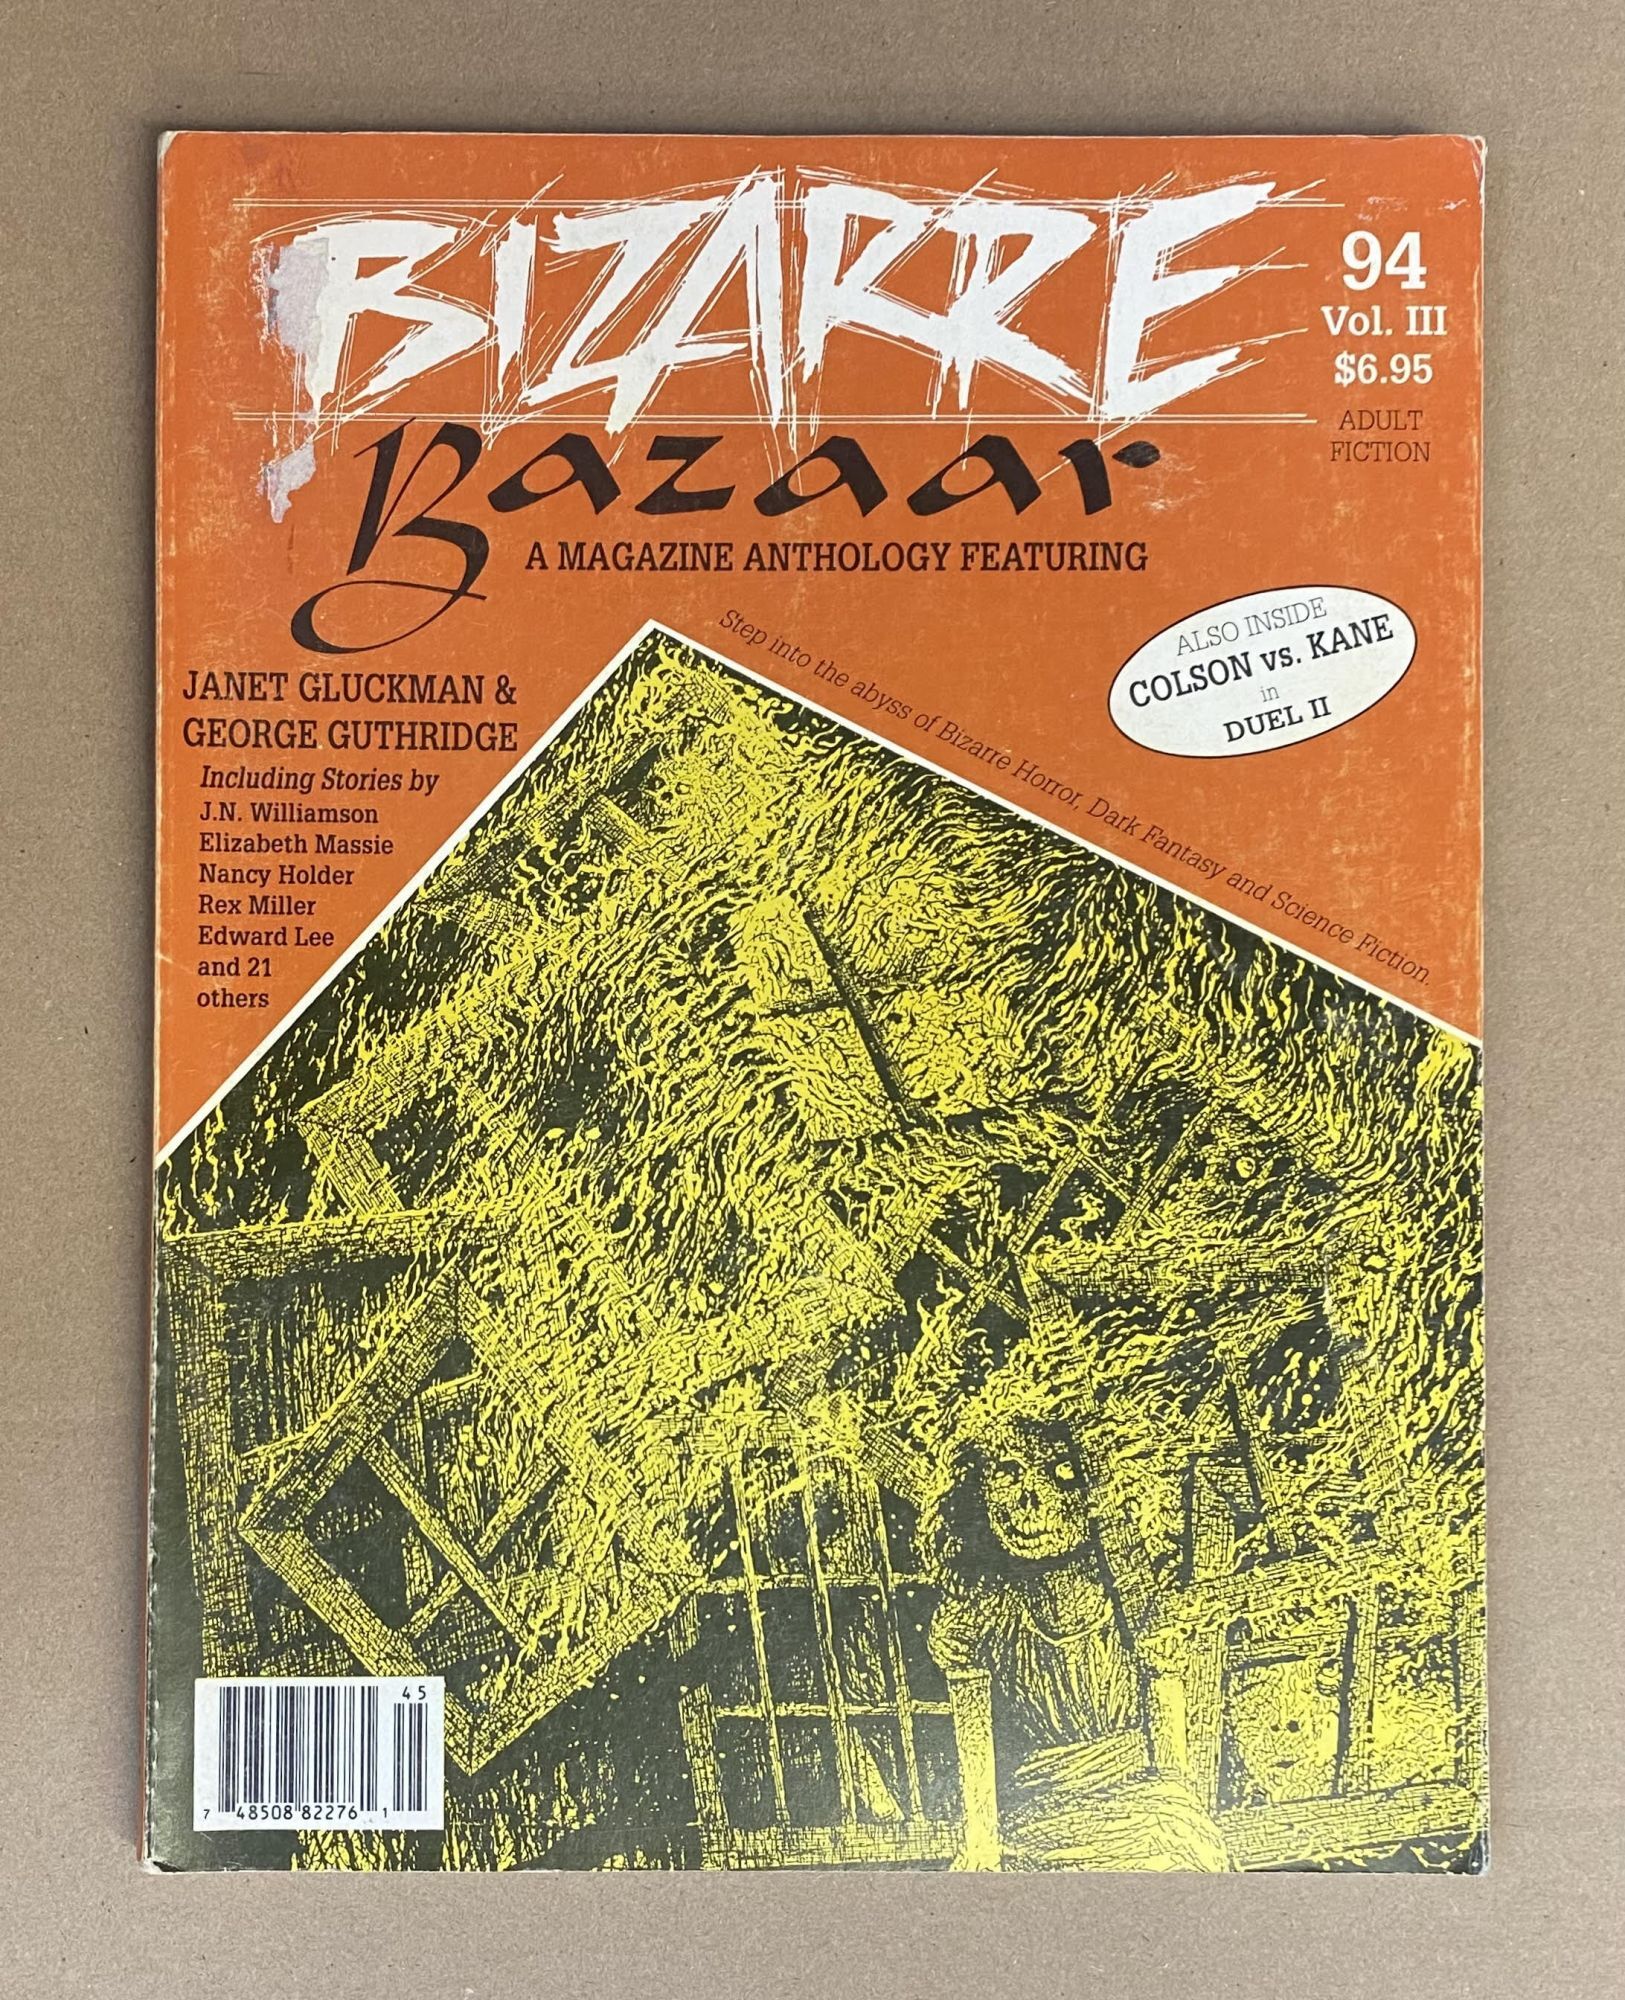 BIZARRE
94
Vol. III
$6.95
ADULT
FICTION
Bazaar
A MAGAZINE ANTHOLOGY FEATURING
Step into the abyss of Bizarre Horror, Dark Fantasy and Science Fiction.
ALSO INSIDE
COLSON vs. KANE
in
DUEL II
JANET GLUCKMAN &
GEORGE GUTHRIDGE
Including Stories by
J.N. Williamson
Elizabeth Massie
Nancy Holder
Rex Miller
Edward Lee
and 21
others
45
7 48508 82276 1